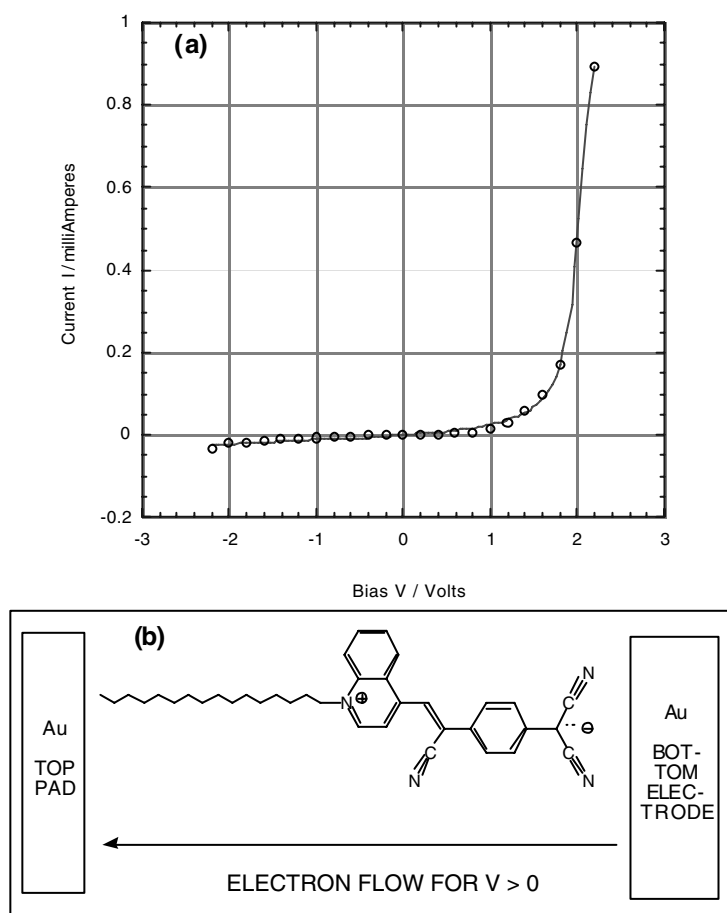 (a)
1
0.8
0.6
0.4
0.2
0
-0.2
-3
-2
-1
0
1
2
3
Current I / milliAmperes
Bias V / Volts
(b)
Au
TOP
PAD
N
⊕
N
N
N
⊖
Au
BOT-
TOM
ELEC-
TRODE
ELECTRON FLOW FOR V > 0